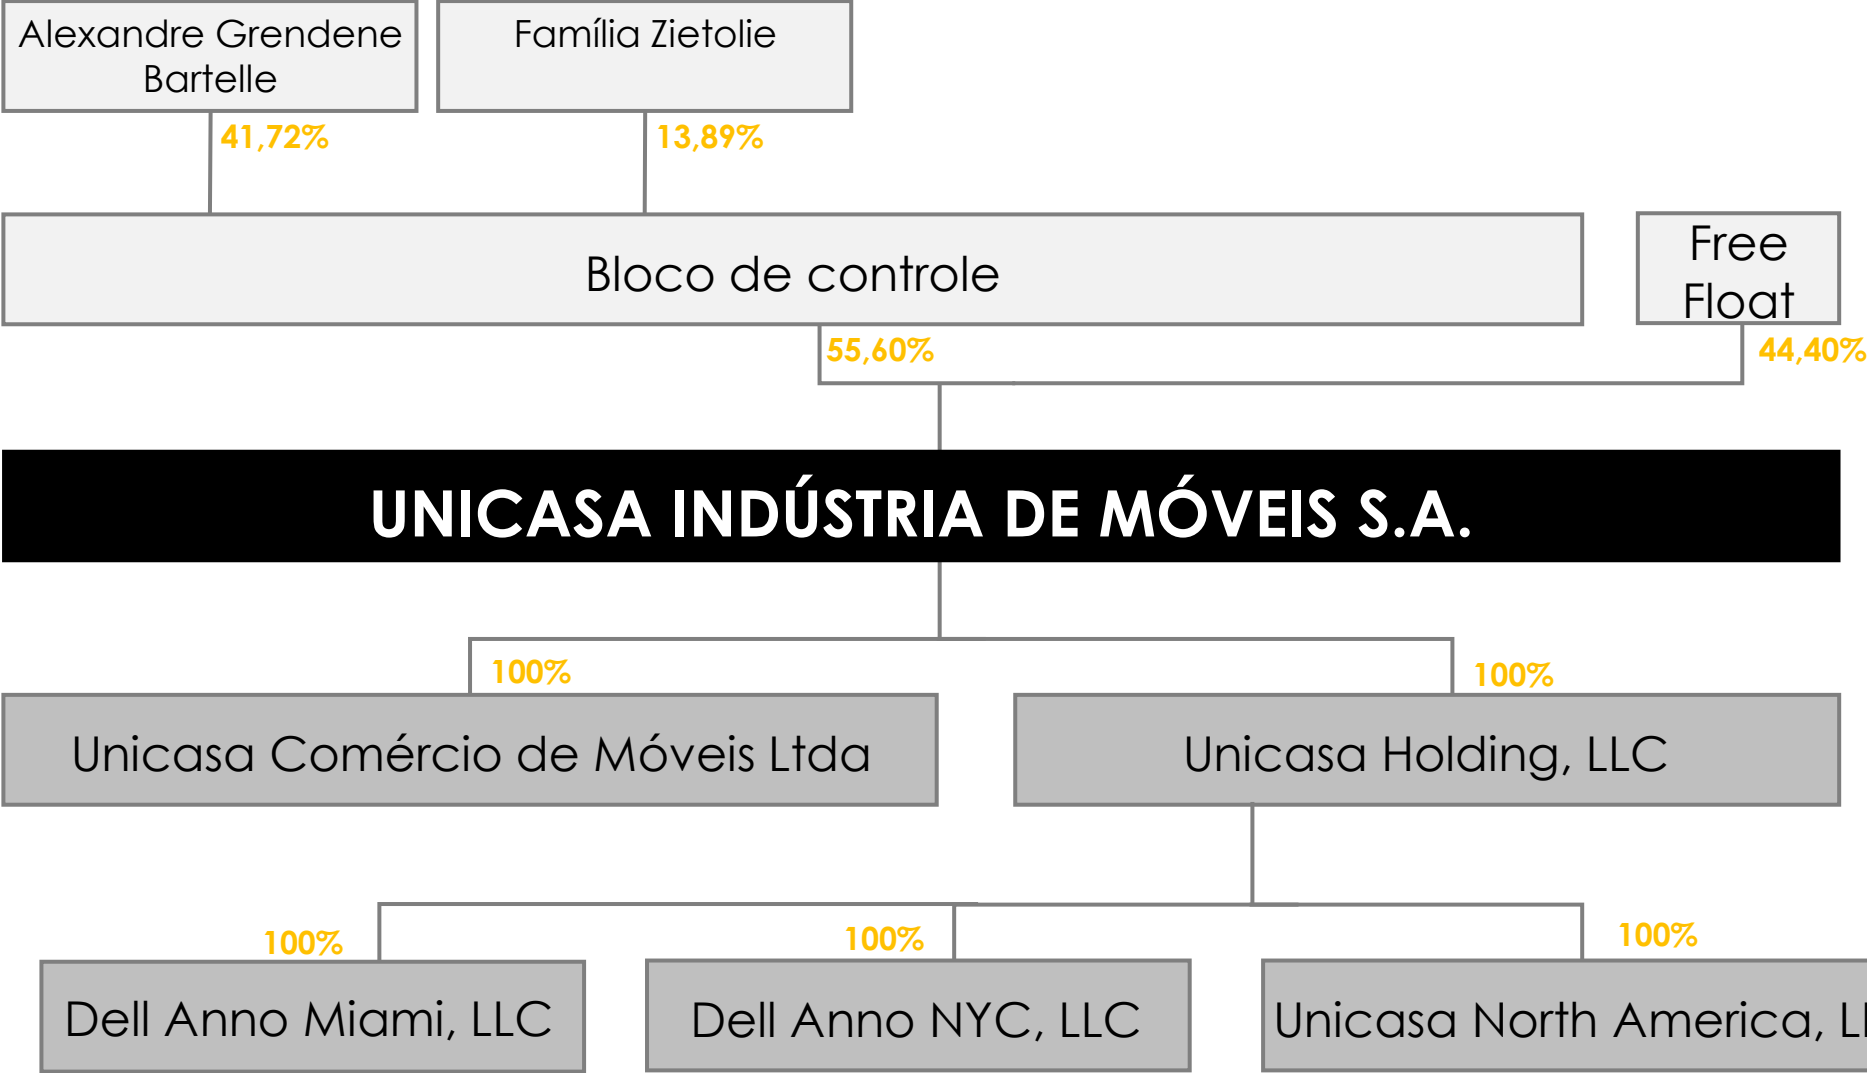 Alexandre Grendene
Bartelle
Família Zietolie
41,72%
13,89%
Bloco de controle
Free
Float
55,60%
44,40%
UNICASA INDÚSTRIA DE MÓVEIS S.A.
100%
100%
Unicasa Comércio de Móveis Ltda
Unicasa Holding, LLC
100%
100%
100%
Dell Anno Miami, LLC
Dell Anno NYC, LLC
Unicasa North America,